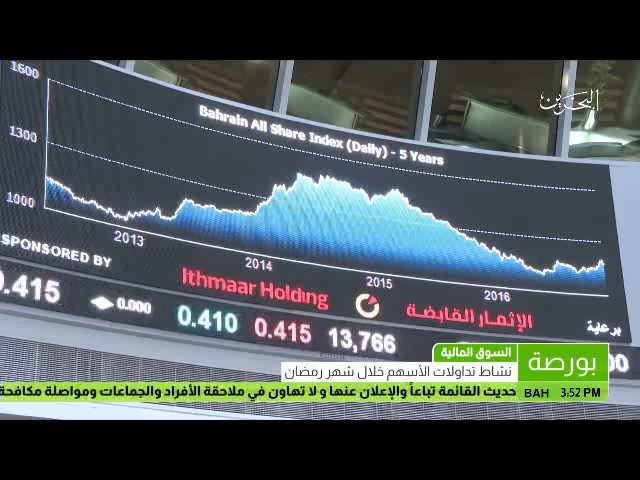 البحرين
1600
Bahrain All Share Index (Daily) - 5 Years
1300
1000
2013
2014
2015
2016
SPONSORED BY
Ithmaar Holding
الإثمار القابضة
برعاية
0.415
0.000
0.410
0.415
13,766
00
السوق المالية
بورصة
نشاط تداولات الأسهم خلال شهر رمضان
حديث القائمة تباعاً والإعلان عنها و لا تهاون في ملاحقة الأفراد والجماعات ومواصلة مكافحة
BAH 3:52 PM